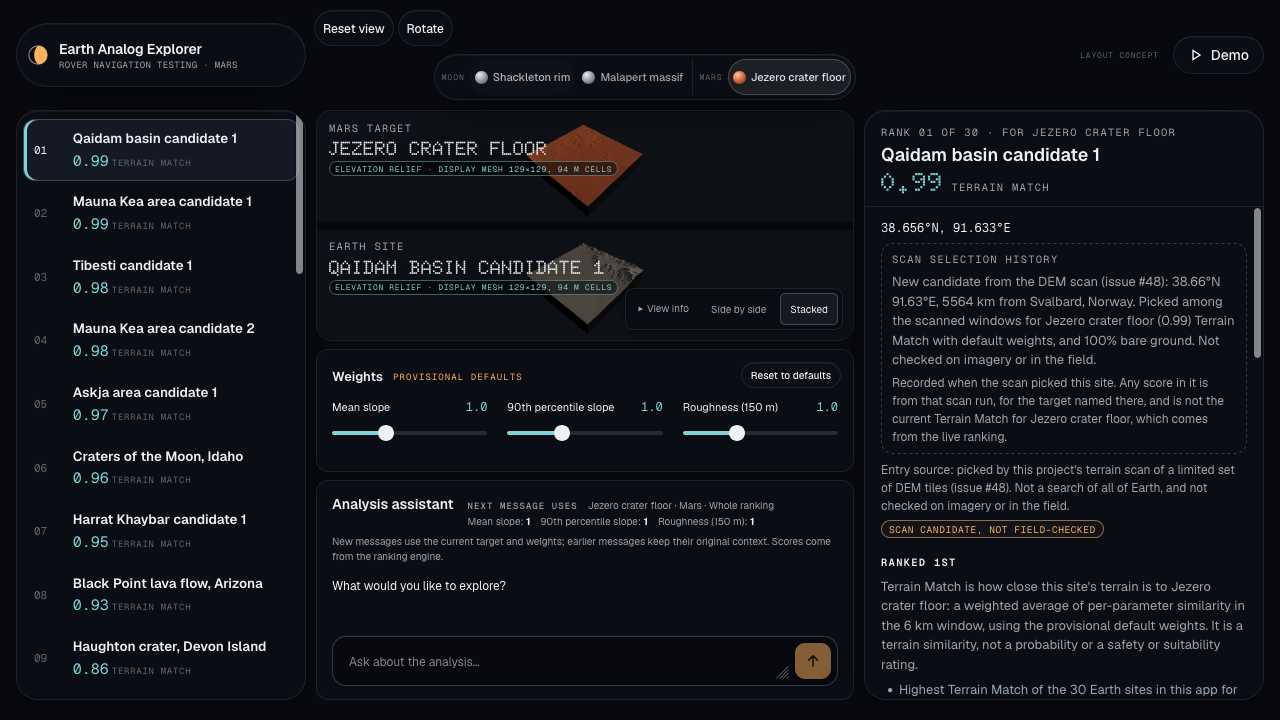 Reset view
Rotate
Earth Analog Explorer
ROVER NAVIGATION TESTING · MARS
MOON
Shackleton rim
Malapert massif
MARS
Jezero crater floor
LAYOUT CONCEPT
Demo
01
Qaidam basin candidate 1
0.99 TERRAIN MATCH
02
Mauna Kea area candidate 1
0.99 TERRAIN MATCH
03
Tibesti candidate 1
0.98 TERRAIN MATCH
04
Mauna Kea area candidate 2
0.98 TERRAIN MATCH
05
Askja area candidate 1
0.97 TERRAIN MATCH
06
Craters of the Moon, Idaho
0.96 TERRAIN MATCH
07
Harrat Khaybar candidate 1
0.95 TERRAIN MATCH
08
Black Point lava flow, Arizona
0.93 TERRAIN MATCH
09
Haughton crater, Devon Island
0.86 TERRAIN MATCH
MARS TARGET
JEZERO CRATER FLOOR
ELEVATION RELIEF · DISPLAY MESH 129×129, 94 M CELLS
EARTH SITE
QAIDAM BASIN CANDIDATE 1
ELEVATION RELIEF · DISPLAY MESH 129×129, 94 M CELLS
▸ View info
Side by side
Stacked
Weights PROVISIONAL DEFAULTS
Reset to defaults
Mean slope 1.0
90th percentile slope 1.0
Roughness (150 m) 1.0
Analysis assistant
NEXT MESSAGE USES Jezero crater floor · Mars · Whole ranking
Mean slope: 1 90th percentile slope: 1 Roughness (150 m): 1
New messages use the current target and weights; earlier messages keep their original context. Scores come
from the ranking engine.
What would you like to explore?
Ask about the analysis…
RANK 01 OF 30 · FOR JEZERO CRATER FLOOR
Qaidam basin candidate 1
0.99 TERRAIN MATCH
38.656°N, 91.633°E
SCAN SELECTION HISTORY
New candidate from the DEM scan (issue #48): 38.66°N
91.63°E, 5564 km from Svalbard, Norway. Picked among
the scanned windows for Jezero crater floor (0.99) Terrain
Match with default weights, and 100% bare ground. Not
checked on imagery or in the field.
Recorded when the scan picked this site. Any score in it is
from that scan run, for the target named there, and is not the
current Terrain Match for Jezero crater floor, which comes
from the live ranking.
Entry source: picked by this project's terrain scan of a limited set
of DEM tiles (issue #48). Not a search of all of Earth, and not
checked on imagery or in the field.
SCAN CANDIDATE, NOT FIELD-CHECKED
RANKED 1ST
Terrain Match is how close this site's terrain is to Jezero
crater floor: a weighted average of per-parameter similarity in
the 6 km window, using the provisional default weights. It is a
terrain similarity, not a probability or a safety or suitability
rating.
• Highest Terrain Match of the 30 Earth sites in this app for